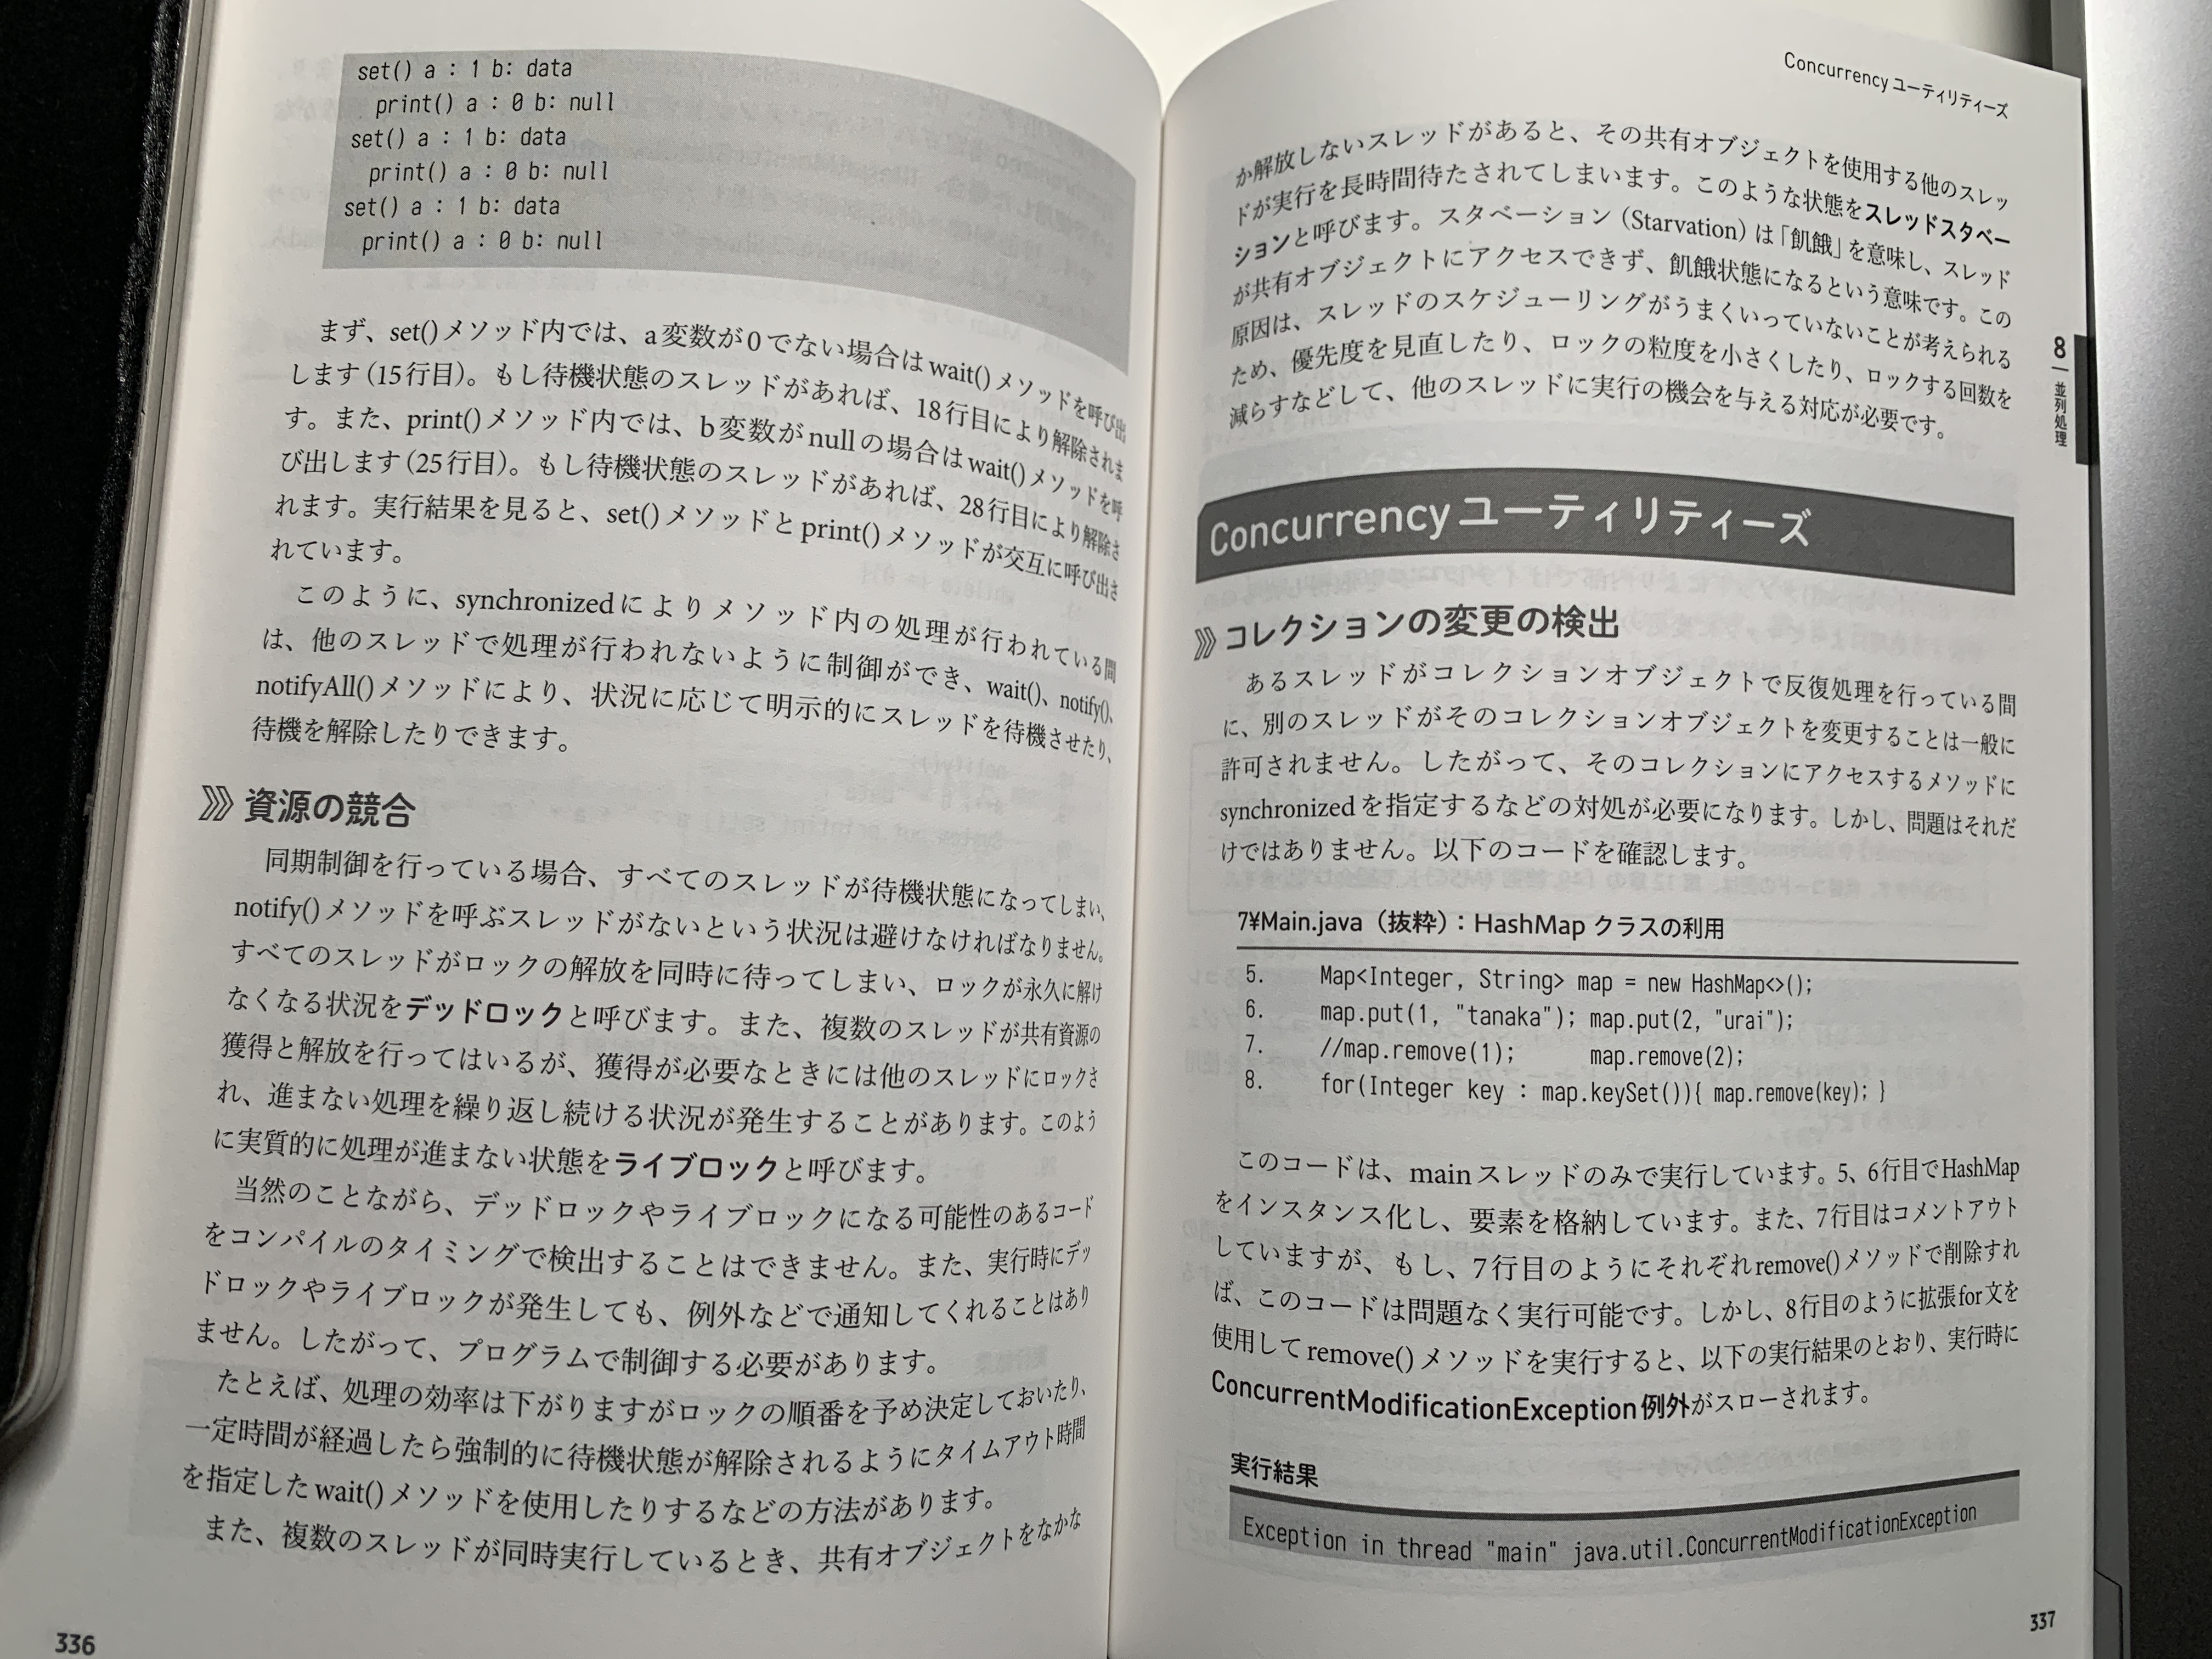 set() a : 1 b: data
print() a : 0 b: null
set() a : 1 b: data
print() a : 0 b: null
set() a : 1 b: data
print() a : 0 b: null
まず、set()メソッド内では、a変数が0でない場合はwait()メソッドを呼び出
します(15行目)。もし待機状態のスレッドがあれば、18行目により解除されま
す。また、print()メソッド内では、b変数がnullの場合はwait()メソッドを呼
び出します(25行目)。もし待機状態のスレッドがあれば、28行目により解除さ
れます。実行結果を見ると、set()メソッドとprint()メソッドが交互に呼び出さ
れています。
このように、synchronizedによりメソッド内の処理が行われている間
は、他のスレッドで処理が行われないように制御ができ、wait()、notify()、
notifyAll()メソッドにより、状況に応じて明示的にスレッドを待機させたり、
待機を解除したりできます。
資源の競合
同期制御を行っている場合、すべてのスレッドが待機状態になってしまい、
notify()メソッドを呼ぶスレッドがないという状況は避けなければなりません。
すべてのスレッドがロックの解放を同時に待ってしまい、ロックが永久に解け
なくなる状況をデッドロックと呼びます。また、複数のスレッドが共有資源の
獲得と解放を行ってはいるが、獲得が必要なときには他のスレッドにロックさ
れ、進まない処理を繰り返し続ける状況が発生することがあります。このよう
に実質的に処理が進まない状態をライブロックと呼びます。
当然のことながら、デッドロックやライブロックになる可能性のあるコード
をコンパイルのタイミングで検出することはできません。また、実行時にデッ
ドロックやライブロックが発生しても、例外などで通知してくれることはあり
ません。したがって、プログラムで制御する必要があります。
たとえば、処理の効率は下がりますがロックの順番を予め決定しておいたり、
一定時間が経過したら強制的に待機状態が解除されるようにタイムアウト時間
を指定したwait()メソッドを使用したりするなどの方法があります。
また、複数のスレッドが同時実行しているとき、共有オブジェクトをなかな
336
Concurrencyユーティリティーズ
か解放しないスレッドがあると、その共有オブジェクトを使用する他のスレッ
ドが実行を長時間待たされてしまいます。このような状態をスレッドスタベー
ションと呼びます。スタベーション(Starvation)は「飢餓」を意味し、スレッド
が共有オブジェクトにアクセスできず、飢餓状態になるという意味です。この
原因は、スレッドのスケジューリングがうまくいっていないことが考えられる
ため、優先度を見直したり、ロックの粒度を小さくしたり、ロックする回数を
減らすなどして、他のスレッドに実行の機会を与える対応が必要です。
8 並列処理
Concurrencyユーティリティーズ
コレクションの変更の検出
あるスレッドがコレクションオブジェクトで反復処理を行っている間
に、別のスレッドがそのコレクションオブジェクトを変更することは一般に
許可されません。したがって、そのコレクションにアクセスするメソッドに
synchronizedを指定するなどの対処が必要になります。しかし、問題はそれだ
けではありません。以下のコードを確認します。
7¥Main.java(抜粋):HashMap クラスの利用
5. Map<Integer, String> map = new HashMap<>();
6. map.put(1, "tanaka"); map.put(2, "urai");
7. //map.remove(1); map.remove(2);
8. for(Integer key : map.keySet()){ map.remove(key); }
このコードは、mainスレッドのみで実行しています。5、6行目でHashMap
をインスタンス化し、要素を格納しています。また、7行目はコメントアウト
していますが、もし、7行目のようにそれぞれremove()メソッドで削除すれ
ば、このコードは問題なく実行可能です。しかし、8行目のように拡張for文を
使用してremove()メソッドを実行すると、以下の実行結果のとおり、実行時に
ConcurrentModificationException例外がスローされます。
実行結果
Exception in thread "main" java.util.ConcurrentModificationException
337